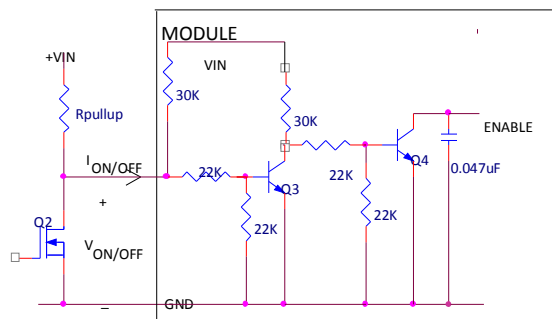 MODULE
+VIN
VIN
Rpullup
30K
30K
ENABLE
I ON/OFF
22K
Q3
22K
Q4
0.047uF
+
22K
22K
Q2
V ON/OFF
_
GND